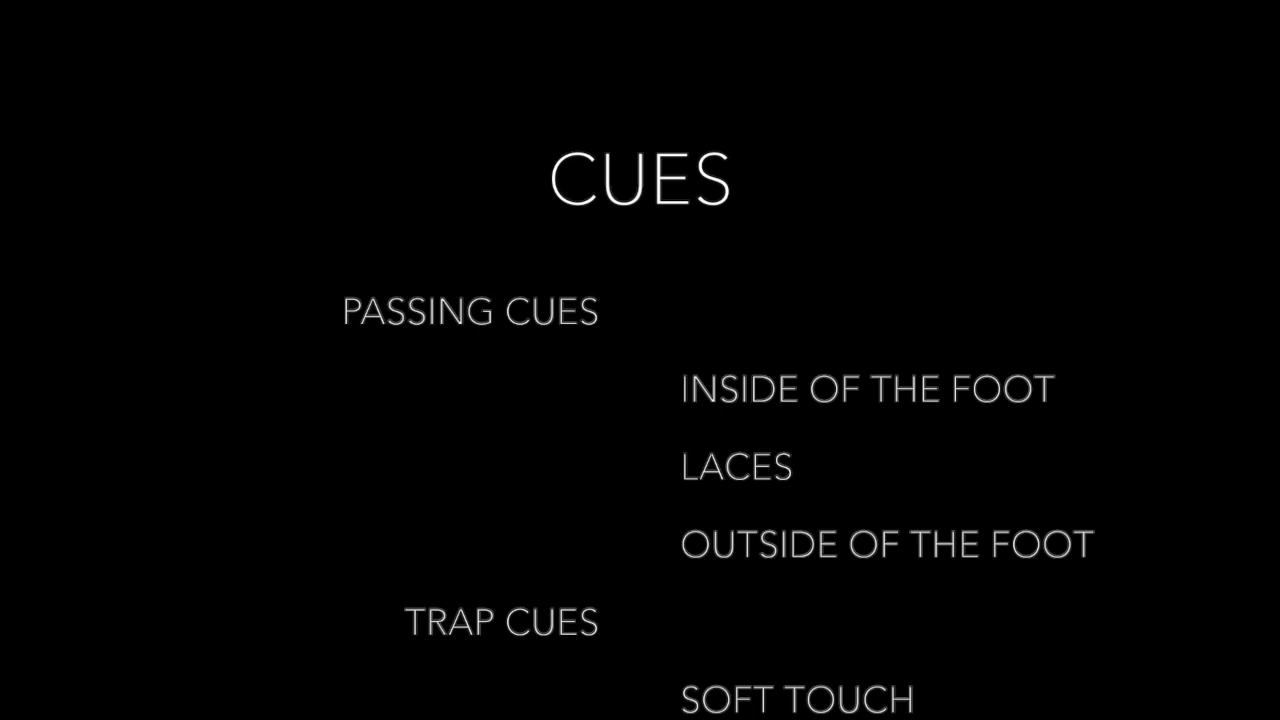 CUES
PASSING CUES
INSIDE OF THE FOOT
LACES
OUTSIDE OF THE FOOT
TRAP CUES
SOFT TOUCH